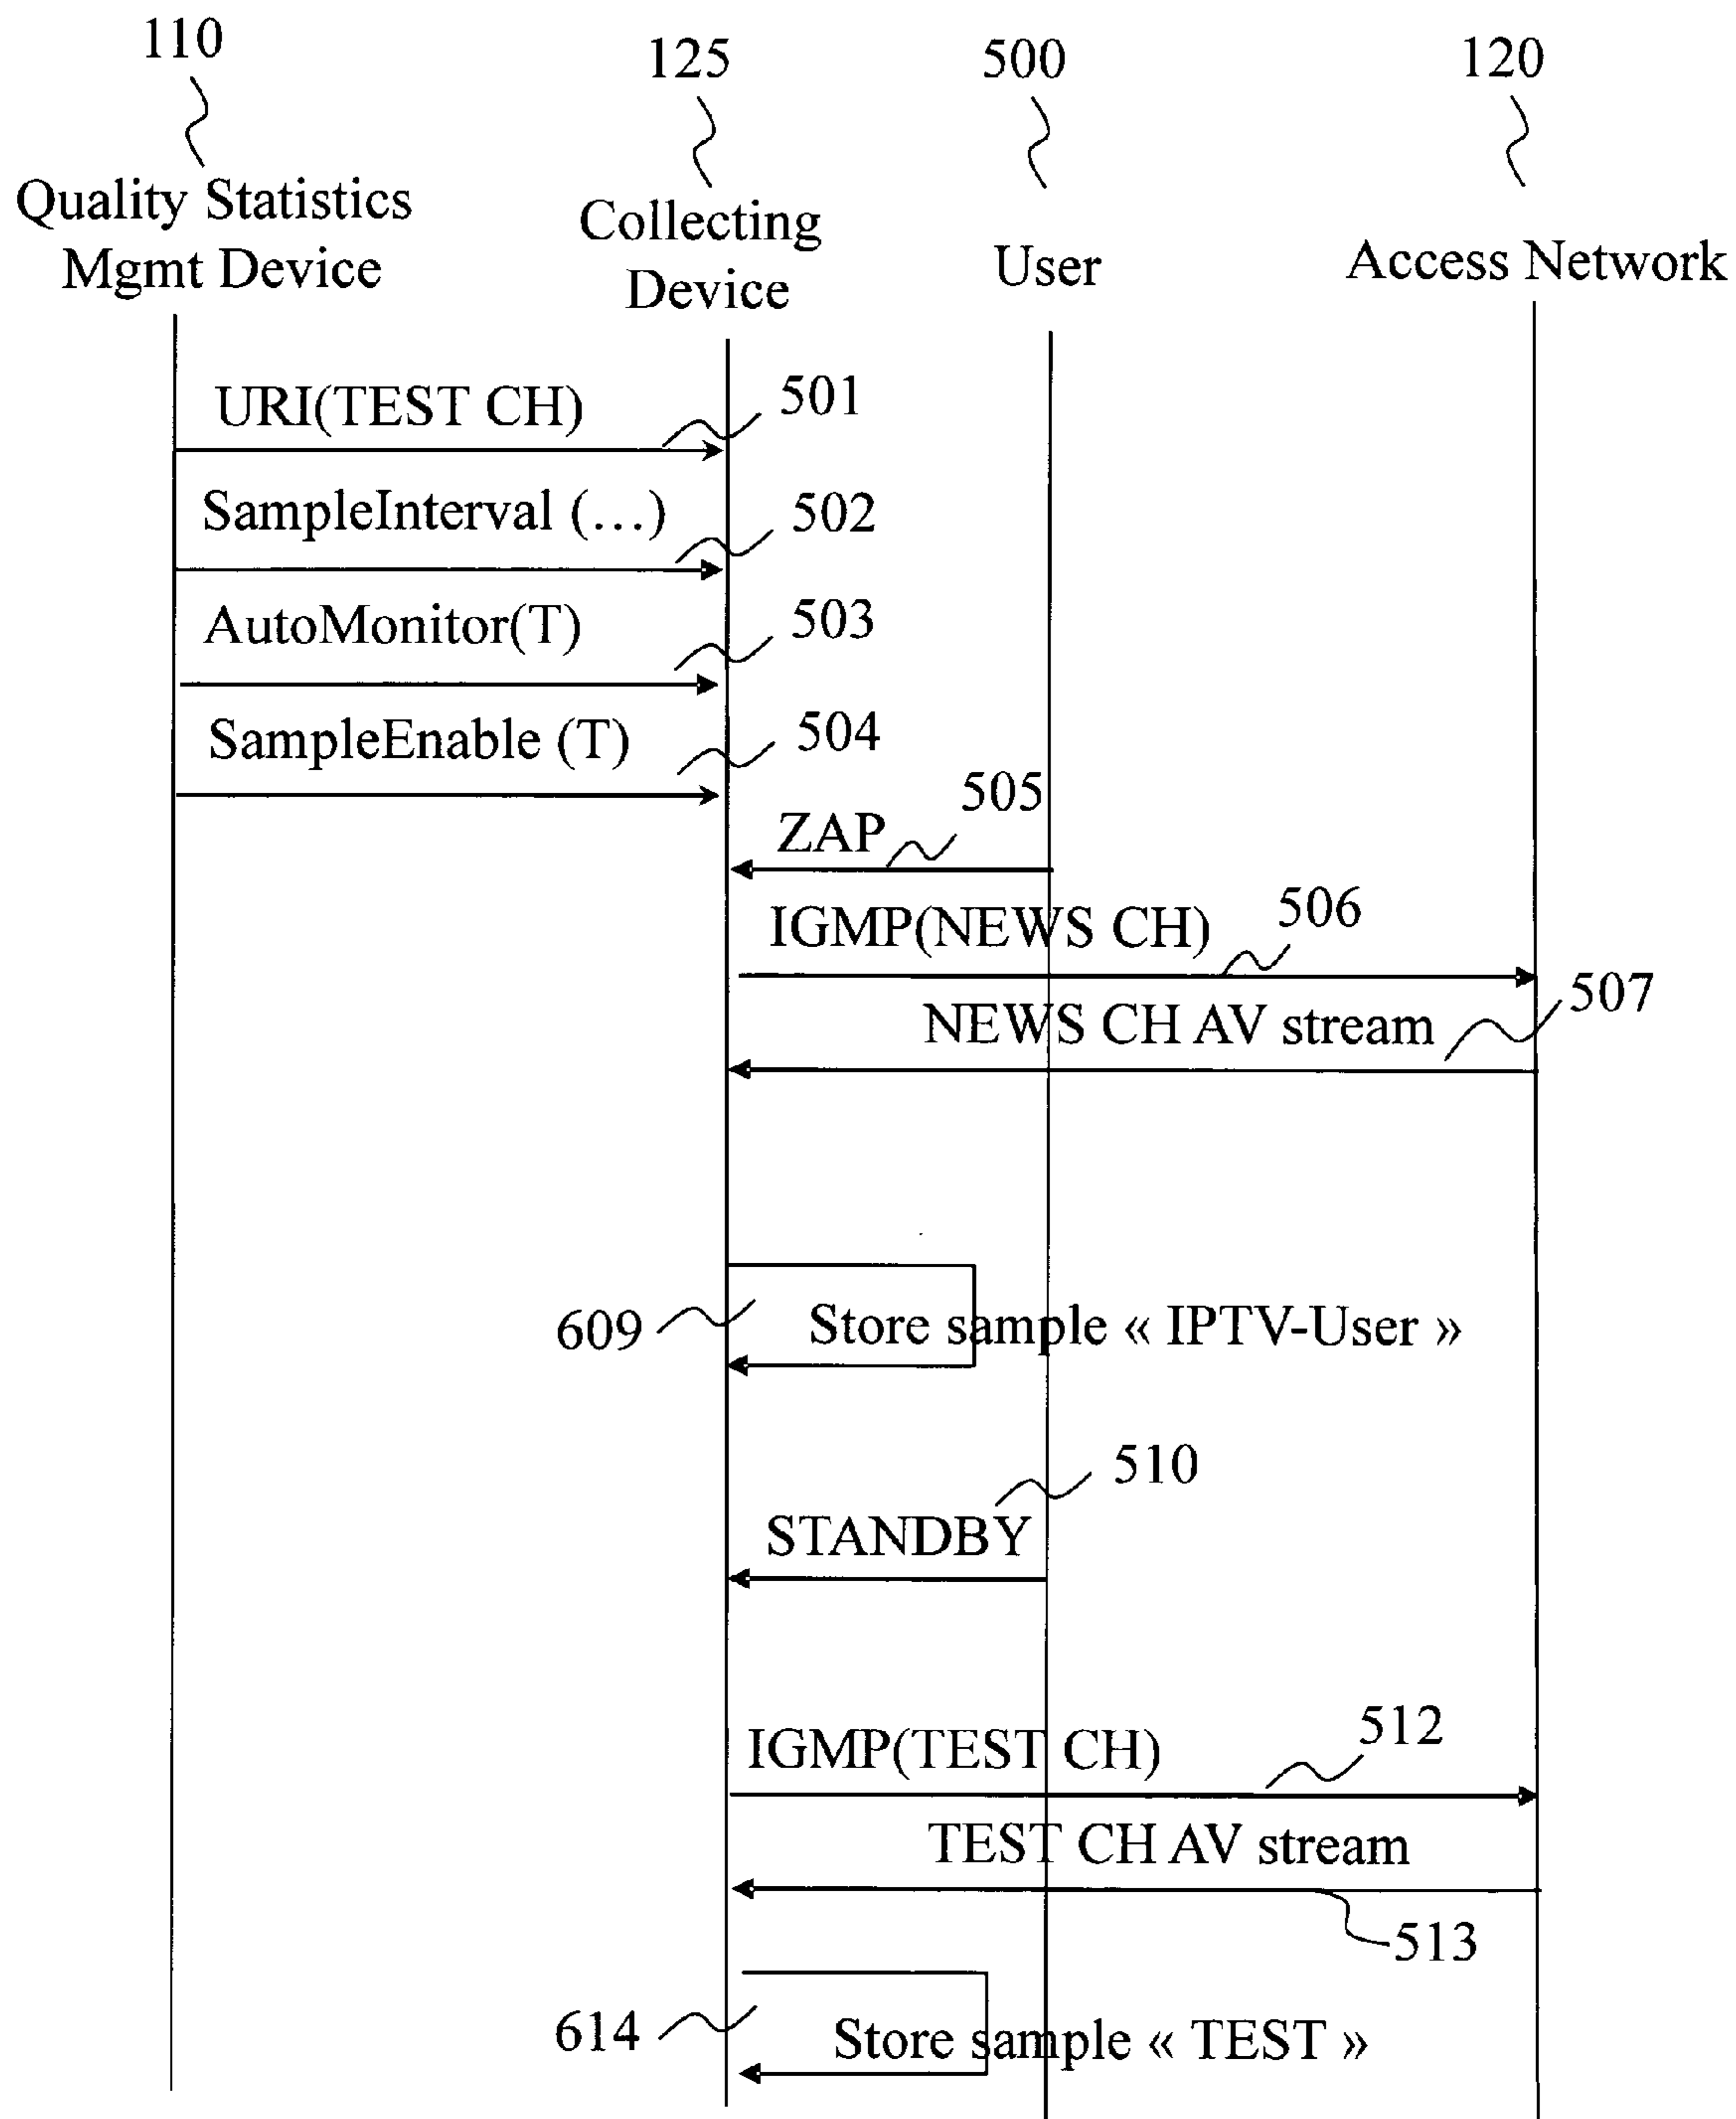 110
125
500
120
Quality Statistics
Mgmt Device
Collecting
Device
User
Access Network
URI(TEST CH)
501
SampleInterval (…)
502
AutoMonitor(T)
503
SampleEnable (T)
504
505
ZAP
IGMP(NEWS CH)
506
507
NEWS CH AV stream
609
Store sample « IPTV-User »
510
STANDBY
512
IGMP(TEST CH)
TEST CH AV stream
513
614
Store sample « TEST »